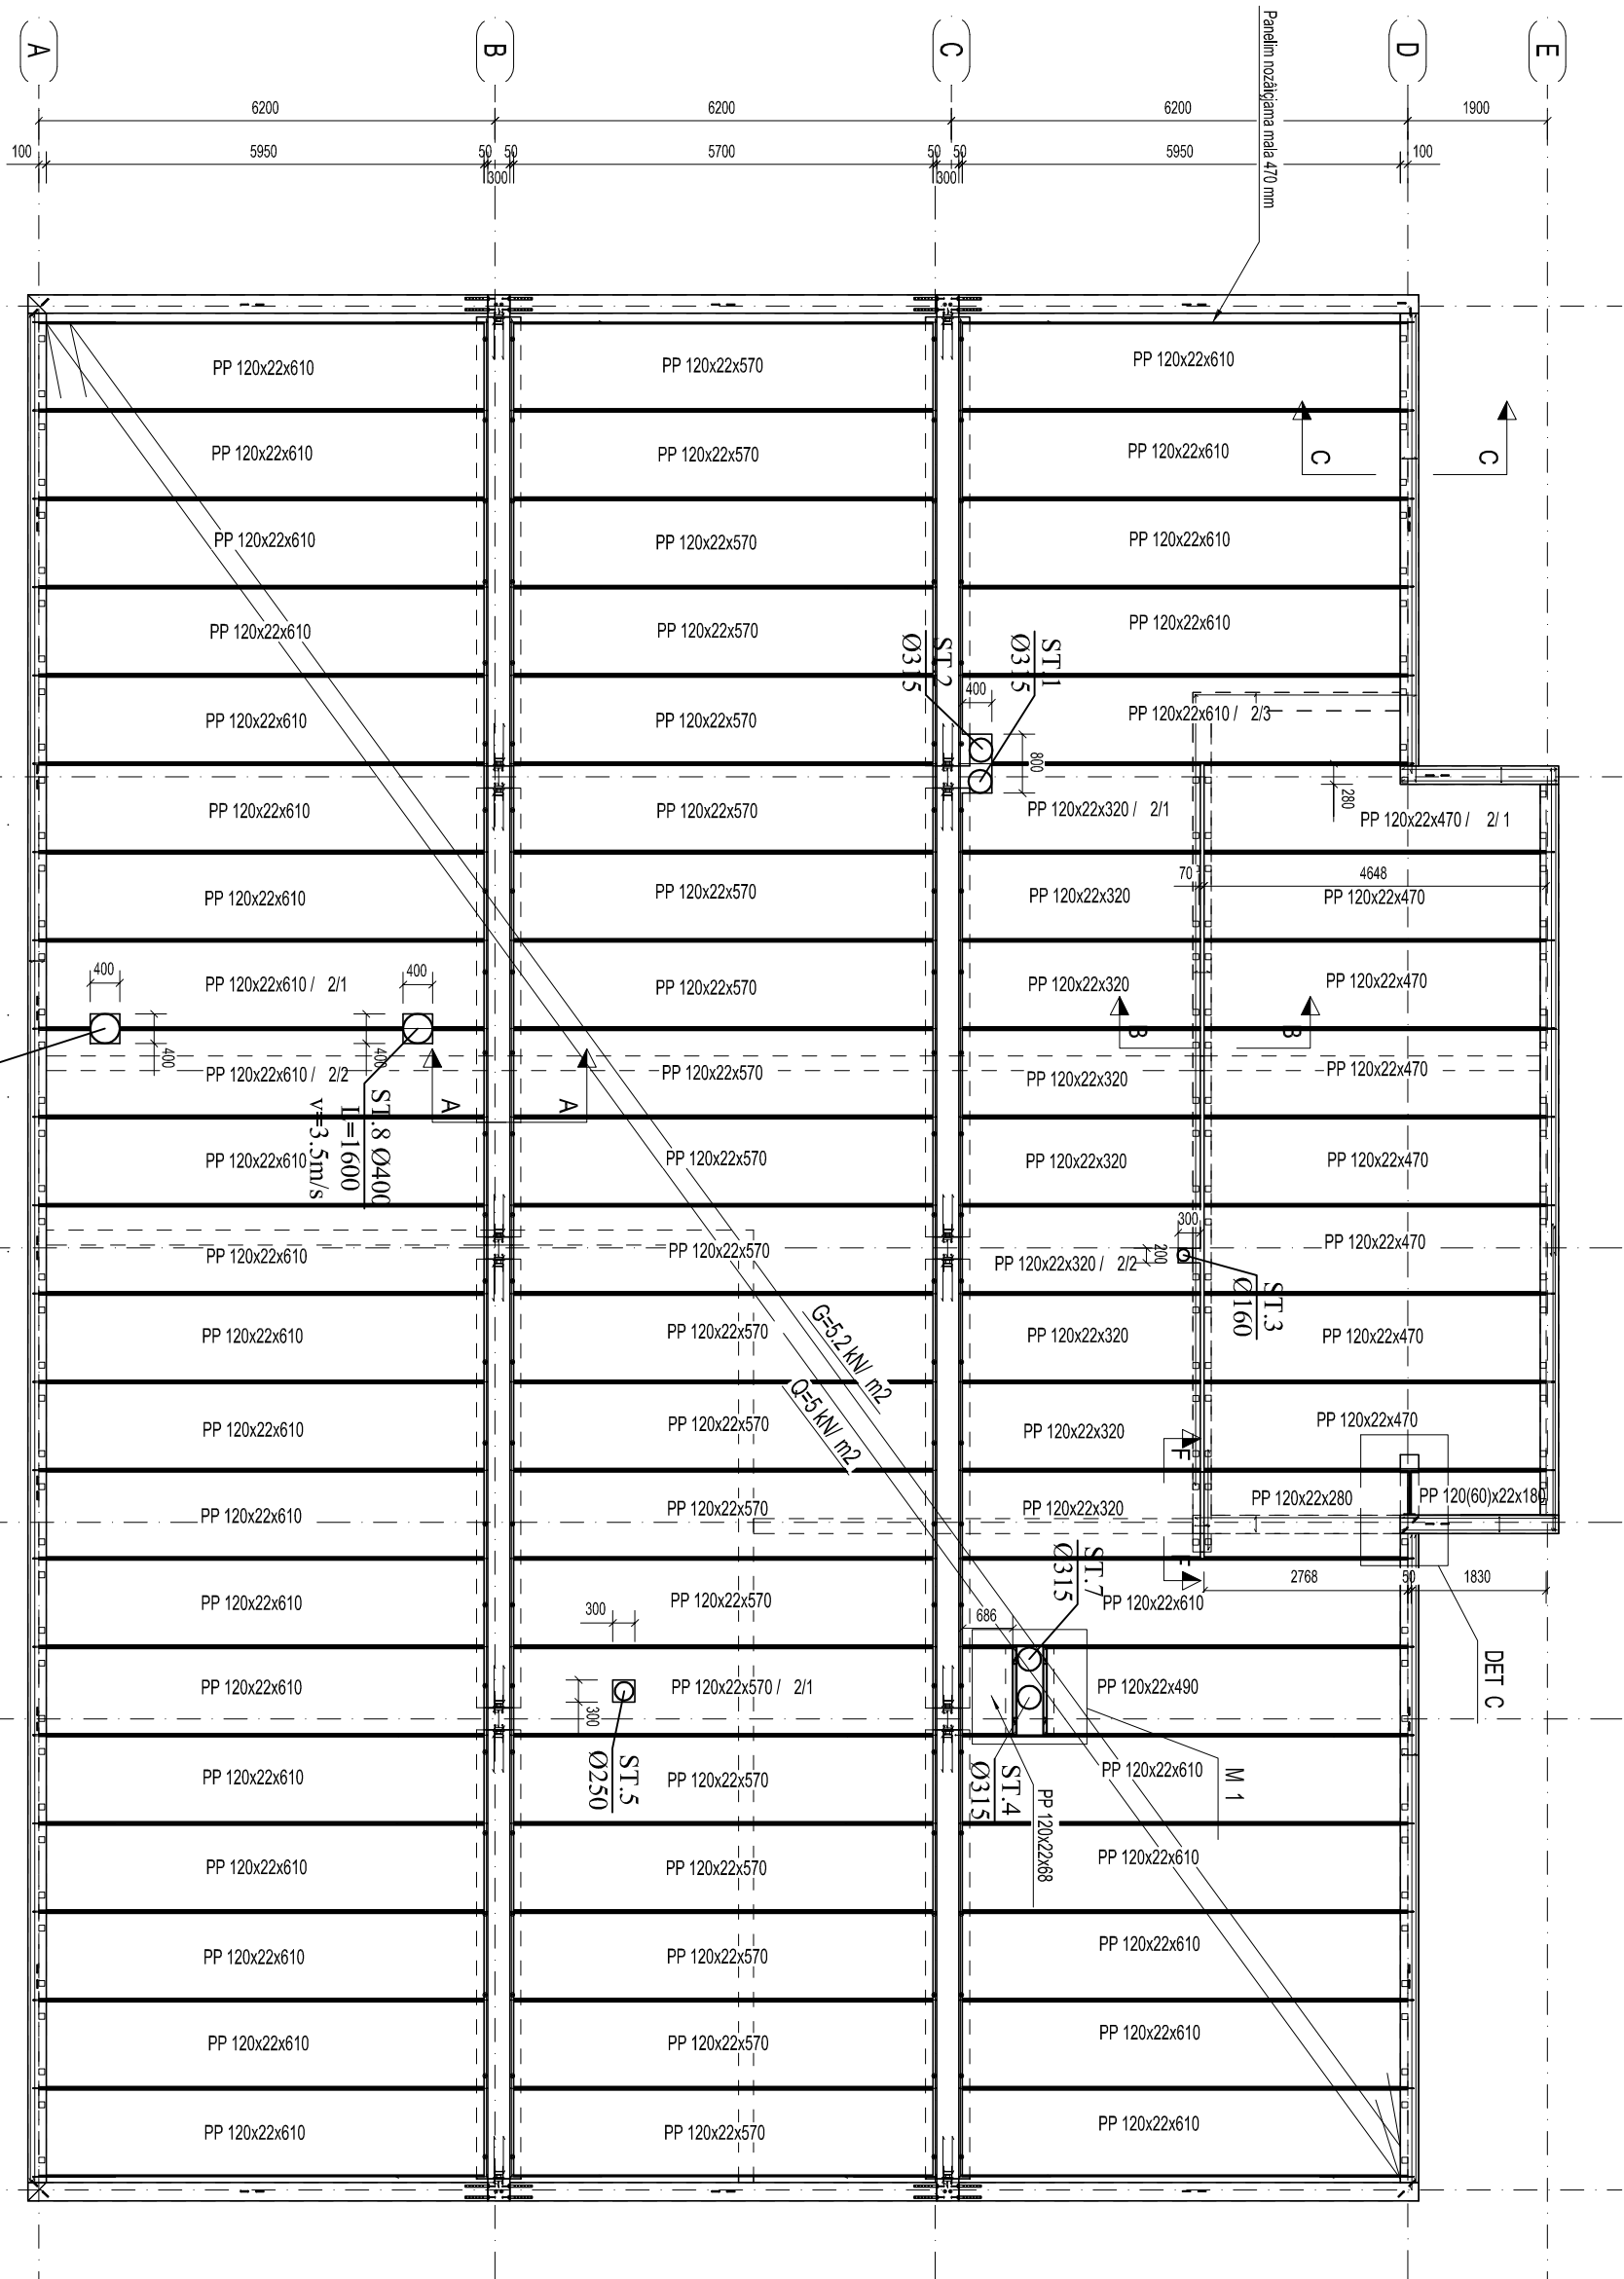 A
B
C
D
E
6200
6200
6200
1900
100
5950
50
50
300
5700
50
50
300
5950
100
PP 120x22x610
PP 120x22x570
PP 120x22x610
C
C
PP 120x22x610
PP 120x22x570
PP 120x22x610
PP 120x22x610
PP 120x22x570
PP 120x22x610
PP 120x22x610
PP 120x22x570
PP 120x22x610
ST.2
Ø315
ST.1
Ø315
400
800
PP 120x22x610
PP 120x22x570
PP 120x22x610 / 2/3
280
PP 120x22x610
PP 120x22x570
PP 120x22x320 / 2/1
PP 120x22x470 / 2/ 1
70
4648
PP 120x22x610
PP 120x22x570
PP 120x22x320
PP 120x22x470
400
400
PP 120x22x610 / 2/1
PP 120x22x570
PP 120x22x320
PP 120x22x470
B
B
400
400
PP 120x22x610 / 2/2
PP 120x22x570
PP 120x22x320
PP 120x22x470
A
A
ST.8 Ø400
L=1600
v=3.5m/s
PP 120x22x610
PP 120x22x570
PP 120x22x320
PP 120x22x470
300
200
PP 120x22x610
PP 120x22x570
PP 120x22x320 / 2/2
PP 120x22x470
ST.3
Ø160
PP 120x22x610
PP 120x22x570
PP 120x22x320
PP 120x22x470
G=5.2 kN/ m2
Q=5 kN/ m2
PP 120x22x610
PP 120x22x570
PP 120x22x320
PP 120x22x470
F
F
PP 120x22x610
PP 120x22x570
PP 120x22x320
PP 120x22x280
PP 120(60)x22x180
ST.7
Ø315
2768
50
1830
PP 120x22x610
PP 120x22x570
PP 120x22x610
300
686
DET C
PP 120x22x610
PP 120x22x570 / 2/1
PP 120x22x490
300
ST.5
Ø250
ST.4
Ø315
PP 120x22x68
M 1
PP 120x22x610
PP 120x22x570
PP 120x22x610
PP 120x22x610
PP 120x22x570
PP 120x22x610
PP 120x22x610
PP 120x22x570
PP 120x22x610
PP 120x22x610
PP 120x22x570
PP 120x22x610
PP 120x22x610
PP 120x22x570
PP 120x22x610